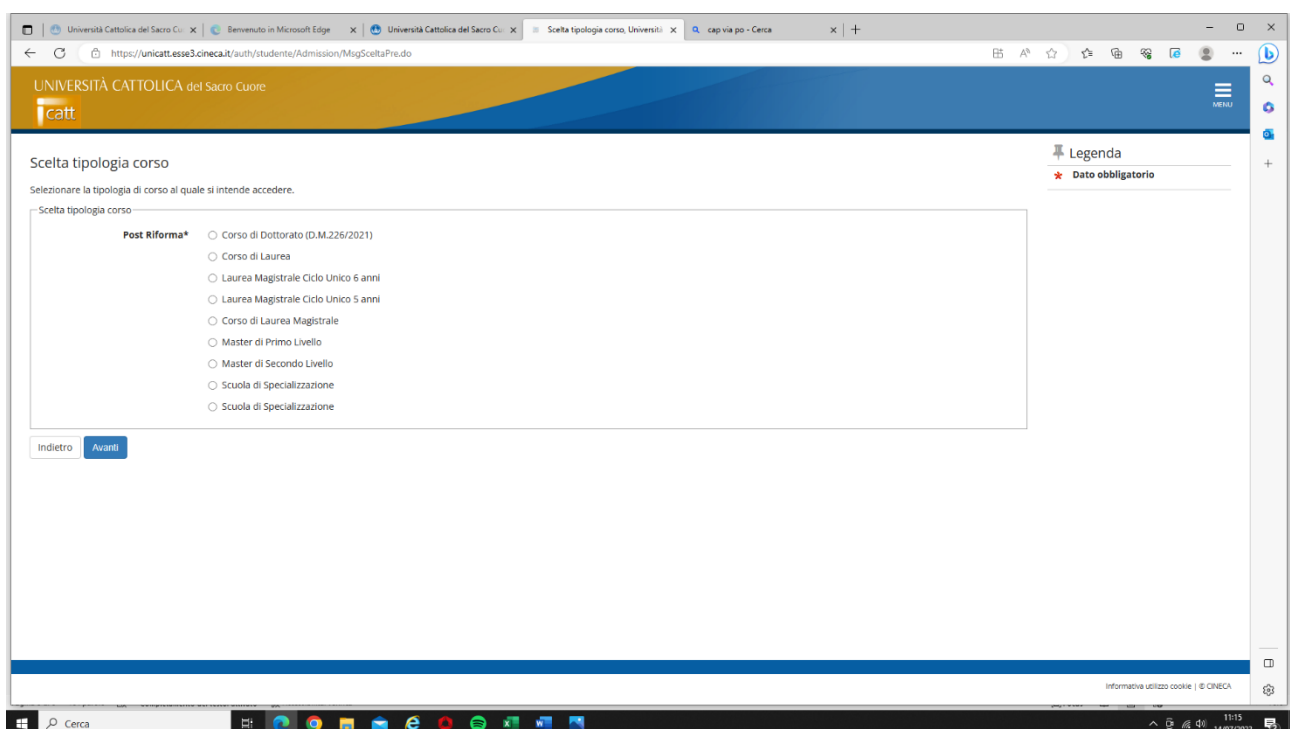 Università Cattolica del Sacro Cu
Benvenuto in Microsoft Edge
Università Cattolica del Sacro Cu
Scelta tipologia corso, Universit
cap via po - Cerca
https://unicatt.esse3.cineca.it/auth/studente/Admission/MsgSceltaPre.do
UNIVERSITÀ CATTOLICA del Sacro Cuore
icatt
MENU
Scelta tipologia corso
Selezionare la tipologia di corso al quale si intende accedere.
Scelta tipologia corso
Post Riforma*
Corso di Dottorato (D.M.226/2021)
Corso di Laurea
Laurea Magistrale Ciclo Unico 6 anni
Laurea Magistrale Ciclo Unico 5 anni
Corso di Laurea Magistrale
Master di Primo Livello
Master di Secondo Livello
Scuola di Specializzazione
Scuola di Specializzazione
Indietro
Avanti
Legenda
* Dato obbligatorio
Informativa utilizzo cookie | © CINECA
Cerca
11:15